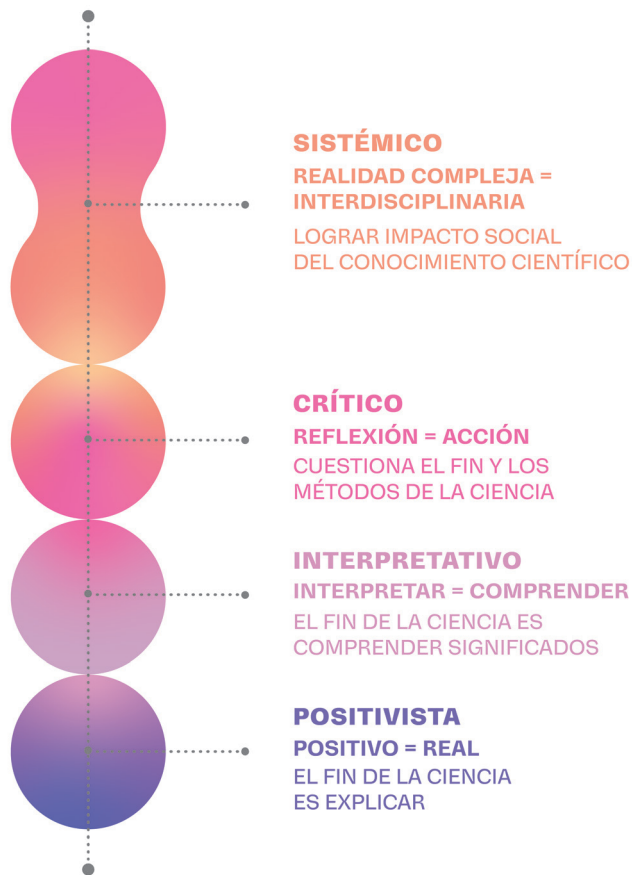 SISTÉMICO
REALIDAD COMPLEJA =
INTERDISCIPLINARIA
LOGRAR IMPACTO SOCIAL
DEL CONOCIMIENTO CIENTÍFICO
CRÍTICO
REFLEXIÓN = ACCIÓN
CUESTIONA EL FIN Y LOS
MÉTODOS DE LA CIENCIA
INTERPRETATIVO
INTERPRETAR = COMPRENDER
EL FIN DE LA CIENCIA ES
COMPRENDER SIGNIFICADOS
POSITIVISTA
POSITIVO = REAL
EL FIN DE LA CIENCIA
ES EXPLICAR